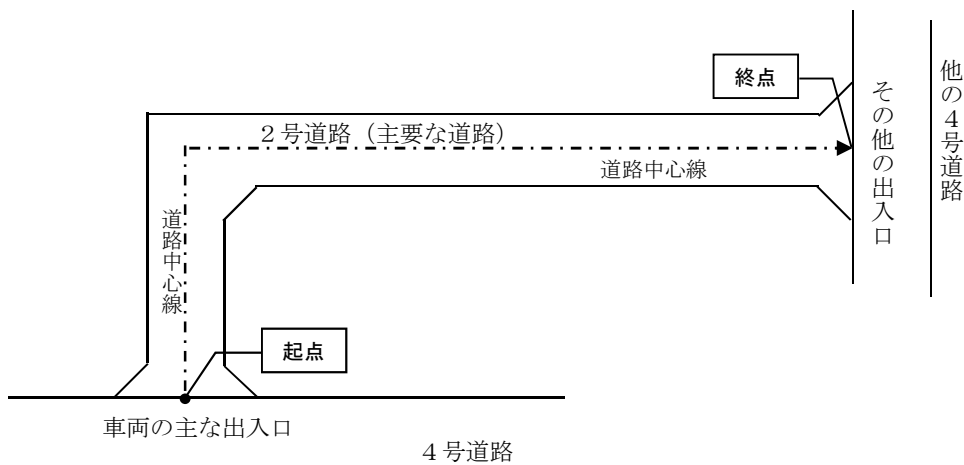 終点
他の４号道路
その他の出入口
２号道路（主要な道路）
道路中心線
道路中心線
起点
車両の主な出入口
４号道路